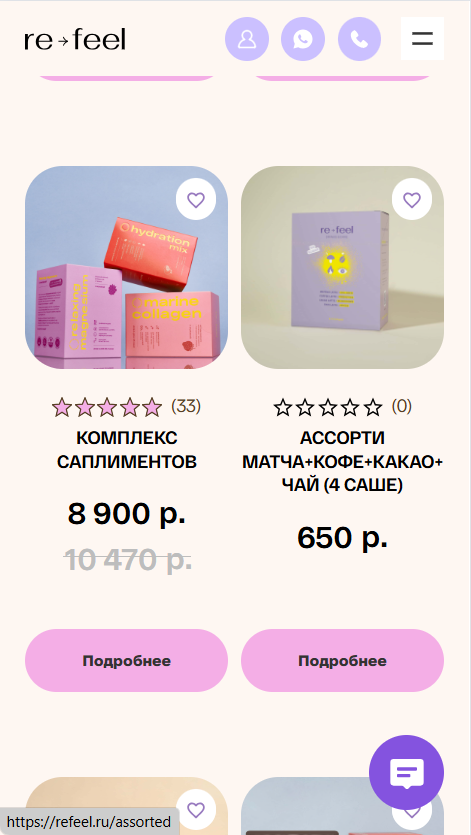 re→feel
hydration
mix
relaxing
magnesium
marine
collagen
re→feel
(33)
(0)
КОМПЛЕКС
САПЛИМЕНТОВ
АССОРТИ
МАТЧА+КОФЕ+КАКАО+
ЧАЙ (4 САШЕ)
8 900 р.
10 470 р.
650 р.
Подробнее
Подробнее
https://refeel.ru/assorted